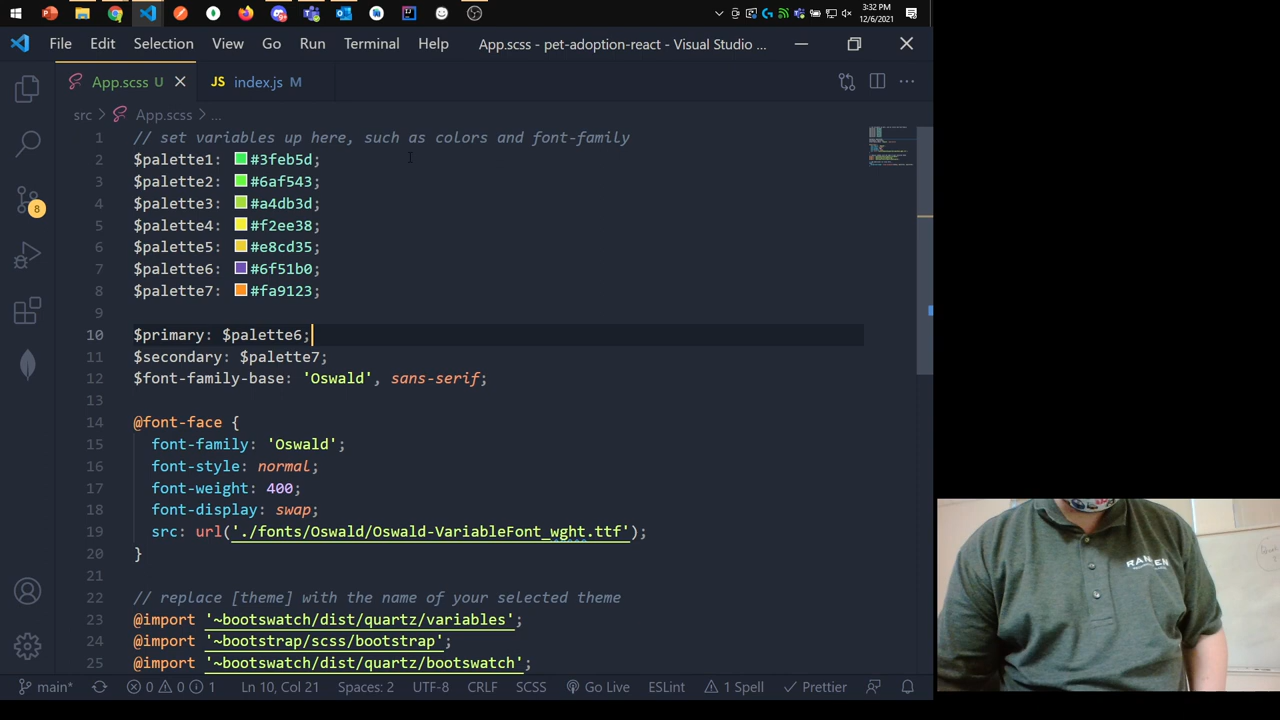 3:32 PM
12/6/2021
File Edit Selection View Go Run Terminal Help App.scss - pet-adoption-react - Visual Studio ...
App.scss U
JS index.js M
src > App.scss > ...
1 // set variables up here, such as colors and font-family
2 $palette1: #3feb5d;
3 $palette2: #6af543;
4 $palette3: #a4db3d;
5 $palette4: #f2ee38;
6 $palette5: #e8cd35;
7 $palette6: #6f51b0;
8 $palette7: #fa9123;
9
10 $primary: $palette6;
11 $secondary: $palette7;
12 $font-family-base: 'Oswald', sans-serif;
13
14 @font-face {
15 font-family: 'Oswald';
16 font-style: normal;
17 font-weight: 400;
18 font-display: swap;
19 src: url('./fonts/Oswald/Oswald-VariableFont_wght.ttf');
20 }
21
22 // replace [theme] with the name of your selected theme
23 @import '~bootswatch/dist/quartz/variables';
24 @import '~bootstrap/scss/bootstrap';
25 @import '~bootswatch/dist/quartz/bootswatch';
8
main* 0 0 1 Ln 10, Col 21 Spaces: 2 UTF-8 CRLF SCSS Go Live ESLint 1 Spell Prettier